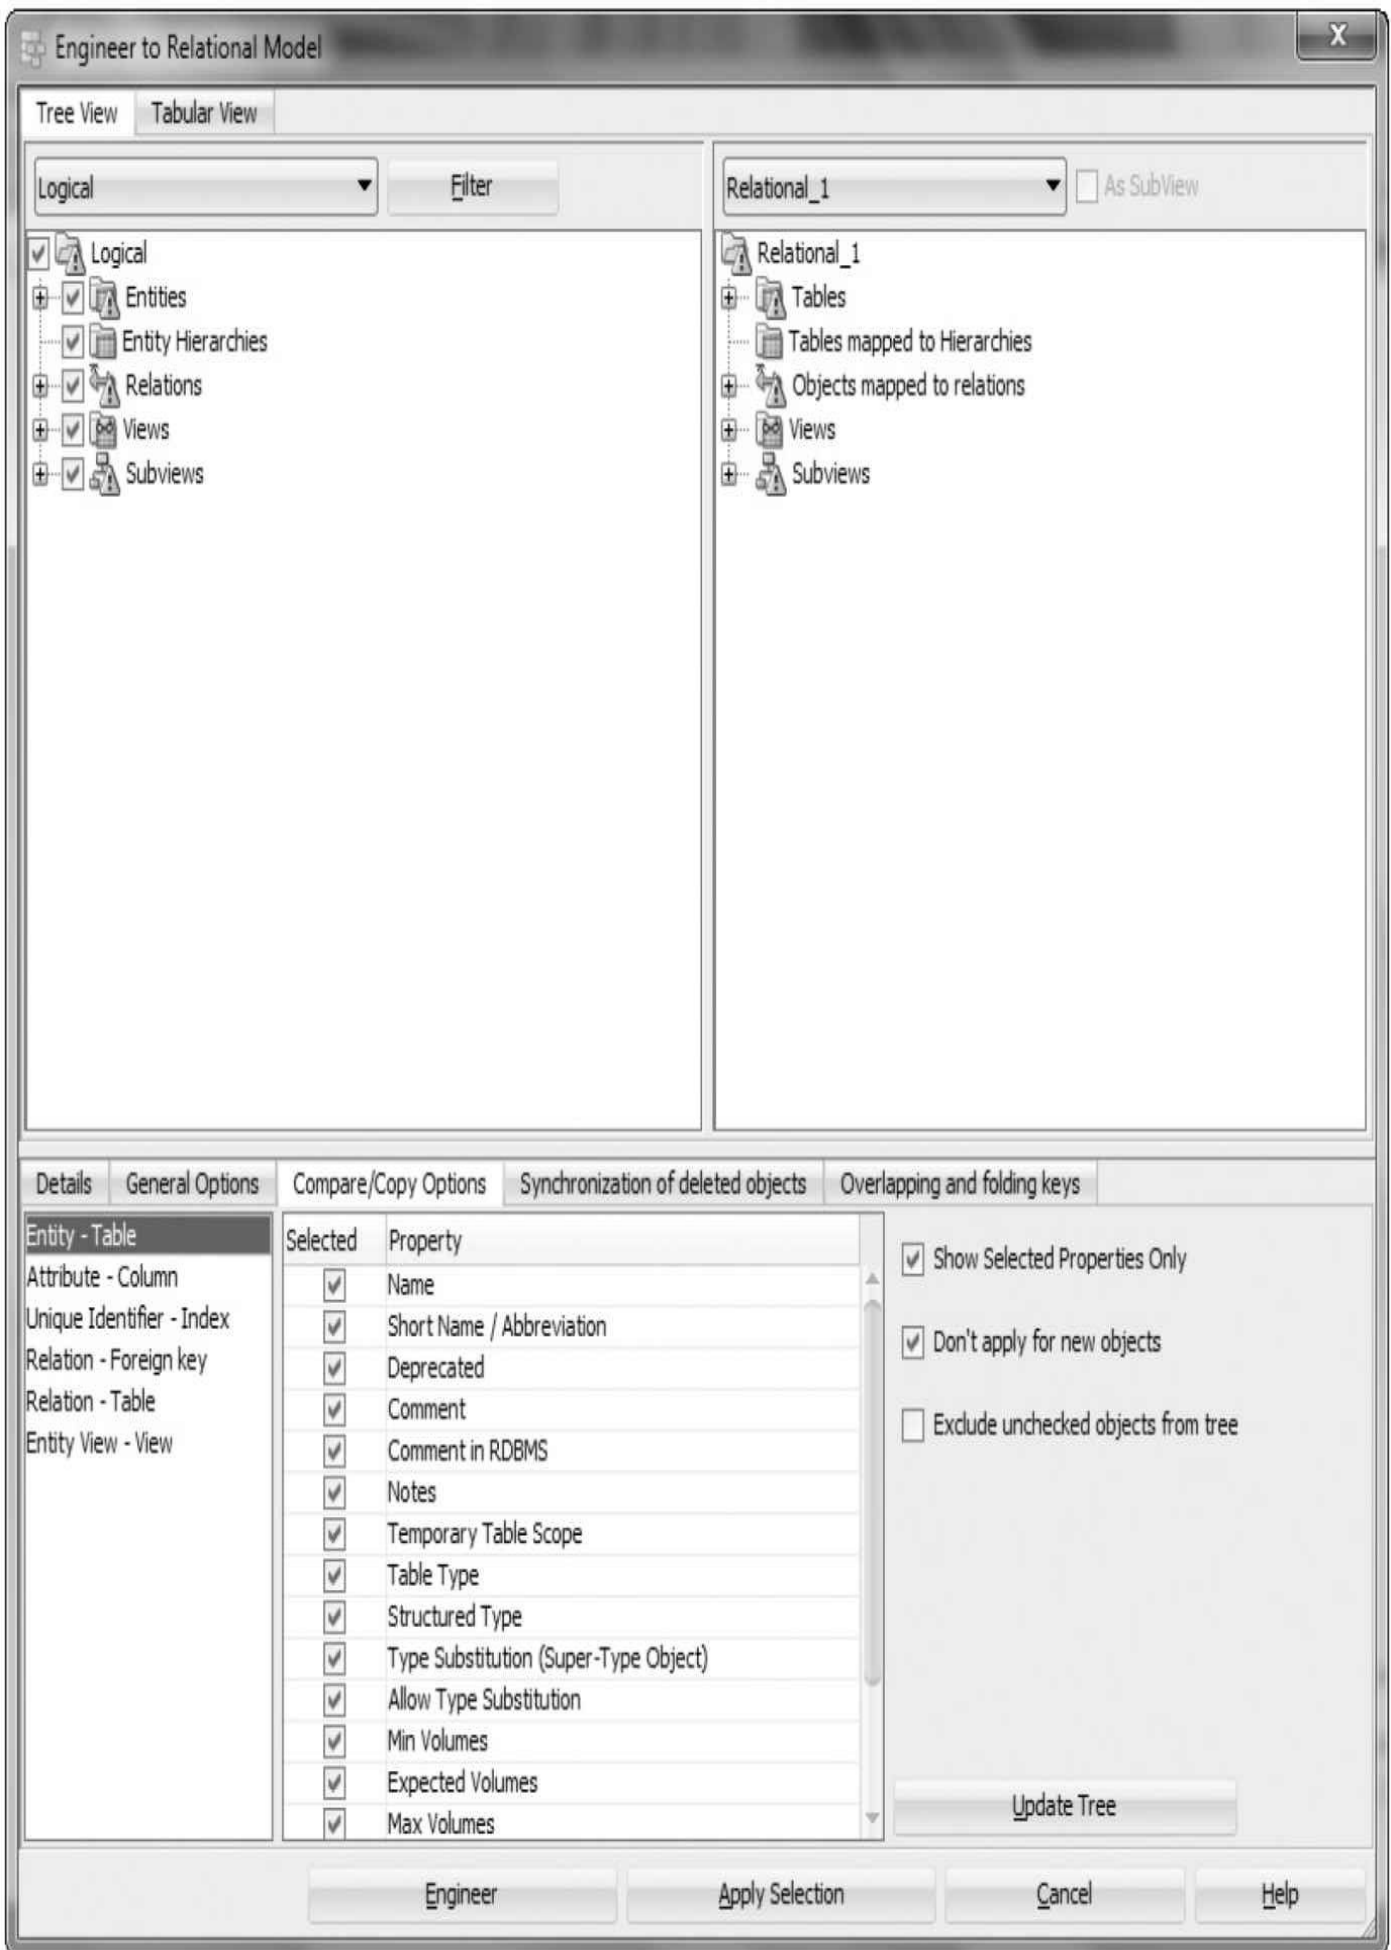 Engineer to Relational Model
X
Tree View Tabular View
Logical Filter
Relational_1 As SubView
Logical
Entities
Entity Hierarchies
Relations
Views
Subviews
Relational_1
Tables
Tables mapped to Hierarchies
Objects mapped to relations
Views
Subviews
Details General Options Compare/Copy Options Synchronization of deleted objects Overlapping and folding keys
Entity - Table
Attribute - Column
Unique Identifier - Index
Relation - Foreign key
Relation - Table
Entity View - View
Selected Property
Name
Short Name / Abbreviation
Deprecated
Comment
Comment in RDBMS
Notes
Temporary Table Scope
Table Type
Structured Type
Type Substitution (Super-Type Object)
Allow Type Substitution
Min Volumes
Expected Volumes
Max Volumes
Show Selected Properties Only
Don't apply for new objects
Exclude unchecked objects from tree
Update Tree
Engineer Apply Selection Cancel Help